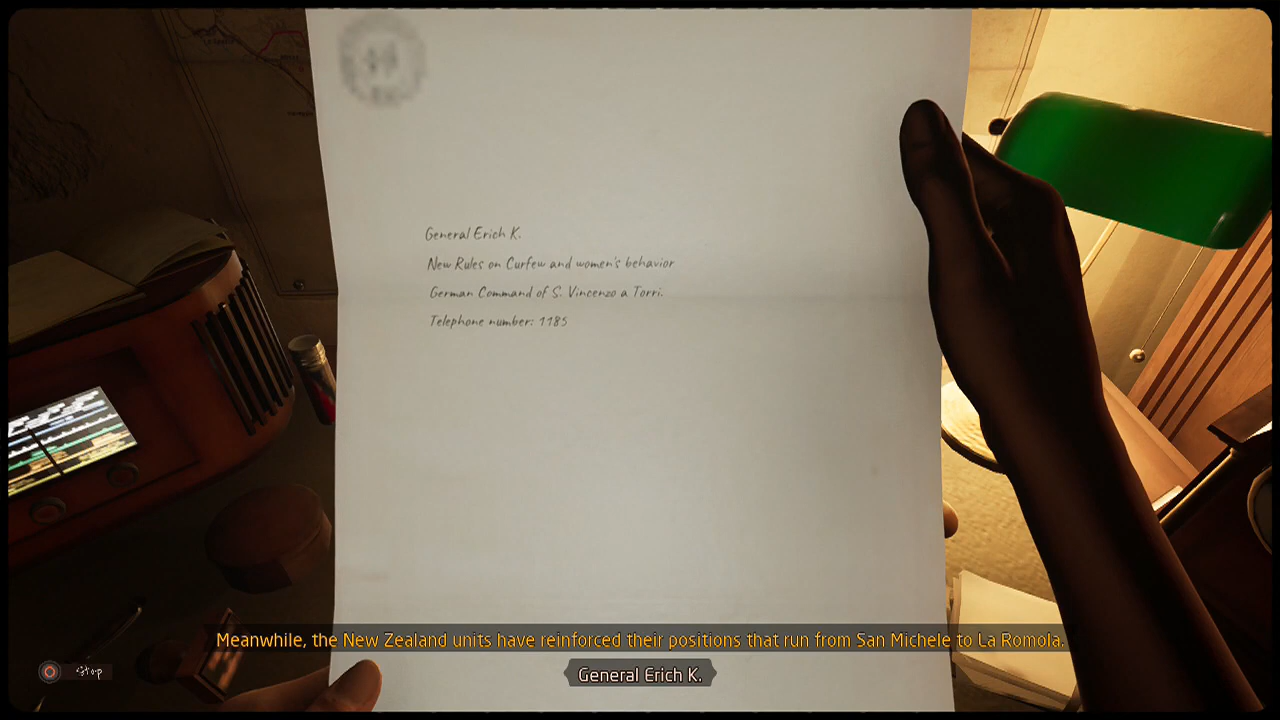 General Erich K.
New Rules on Curfew and women's behavior
German Command of S. Vincenzo a Torri.
Telephone number: 1185
Meanwhile, the New Zealand units have reinforced their positions that run from San Michele to La Romola.
Stop
General Erich K.